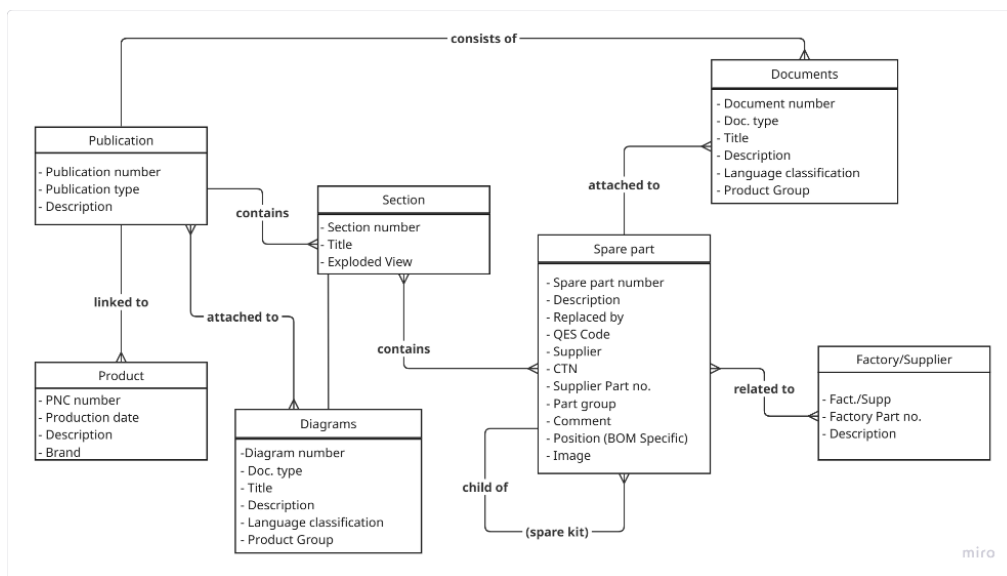 consists of
Documents
- Document number
- Doc. type
- Title
- Description
- Language classification
- Product Group
Publication
- Publication number
- Publication type
- Description
attached to
contains
Section
- Section number
- Title
- Exploded View
Spare part
- Spare part number
- Description
- Replaced by
- QES Code
- Supplier
- CTN
- Supplier Part no.
- Part group
- Comment
- Position (BOM Specific)
- Image
linked to
attached to
contains
Factory/Supplier
- Fact./Supp
- Factory Part no.
- Description
related to
Product
- PNC number
- Production date
- Description
- Brand
Diagrams
-Diagram number
- Doc. type
- Title
- Description
- Language classification
- Product Group
child of
(spare kit)
miro